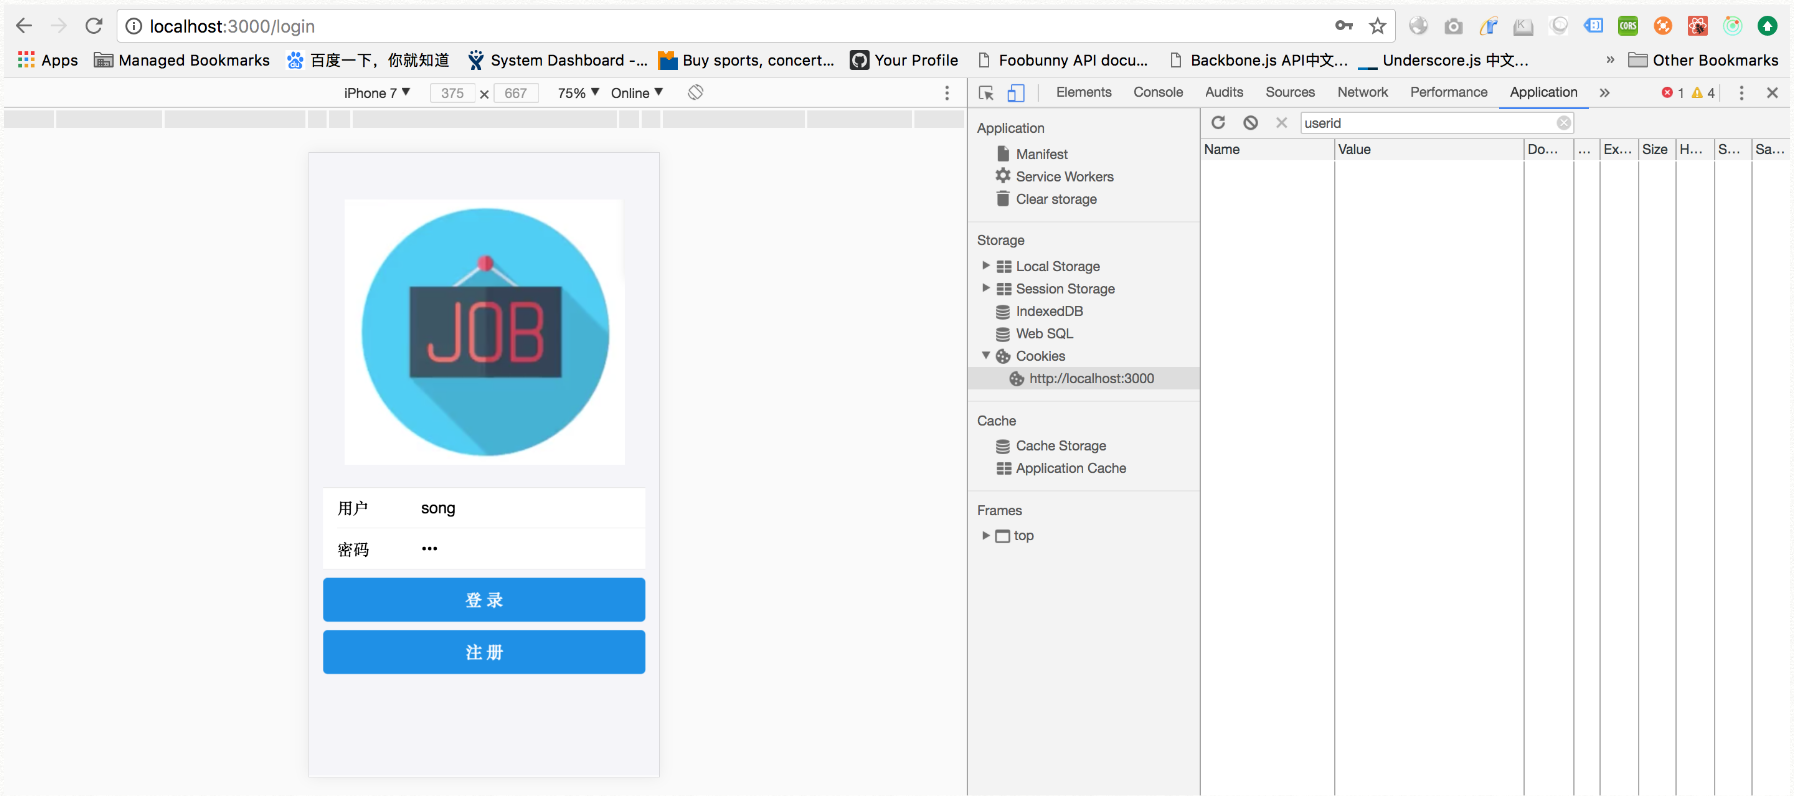 localhost:3000/login
Apps Managed Bookmarks 百度一下，你就知道 System Dashboard -... Buy sports, concert... Your Profile Foobunny API docu... Backbone.js API中文... Underscore.js 中文... » Other Bookmarks
iPhone 7 ▼ 375 × 667 75% ▼ Online ▼
Elements Console Audits Sources Network Performance Application » 1 4
Application
Manifest
Service Workers
Clear storage
Storage
Local Storage
Session Storage
IndexedDB
Web SQL
Cookies
http://localhost:3000
Cache
Cache Storage
Application Cache
Frames
top
userid
Name Value Do... ... Ex... Size H... S... Sa...
JOB
用户 song
密码 •••
登 录
注 册
CORS